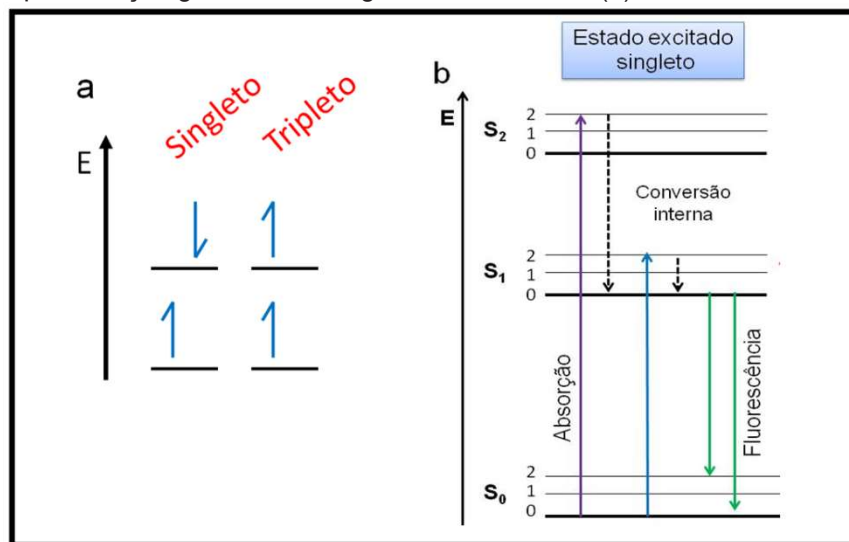 a
Singleto
Tripleto
E
b
Estado excitado
singleto
E
S₂
2
1
0
Conversão
interna
S₁
2
1
0
Absorção
Fluorescência
S₀
2
1
0